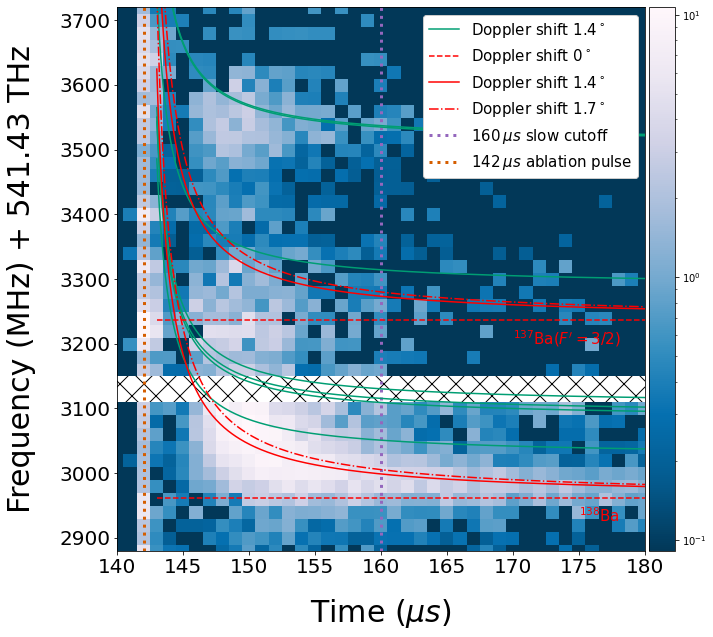 Frequency (MHz) + 541.43 THz
3700
3600
3500
3400
3300
3200
3100
3000
2900
Doppler shift 1.4°
Doppler shift 0°
Doppler shift 1.4°
Doppler shift 1.7°
160 μs slow cutoff
142 μs ablation pulse
¹³⁷Ba(F′ = 3/2)
¹³⁸Ba
10¹
10⁰
10⁻¹
140 145 150 155 160 165 170 175 180
Time (μs)